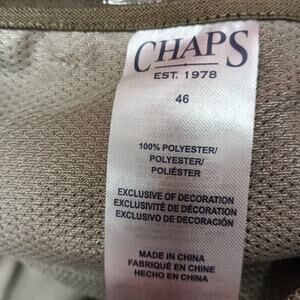 CHAPS
EST. 1978
46
100% POLYESTER/
POLYESTER/
POLIÉSTER
EXCLUSIVE OF DECORATION
EXCLUSIVITÉ DE DÉCORATION
EXCLUSIVO DE DECORACIÓN
MADE IN CHINA
FABRIQUÉ EN CHINE
HECHO EN CHINA